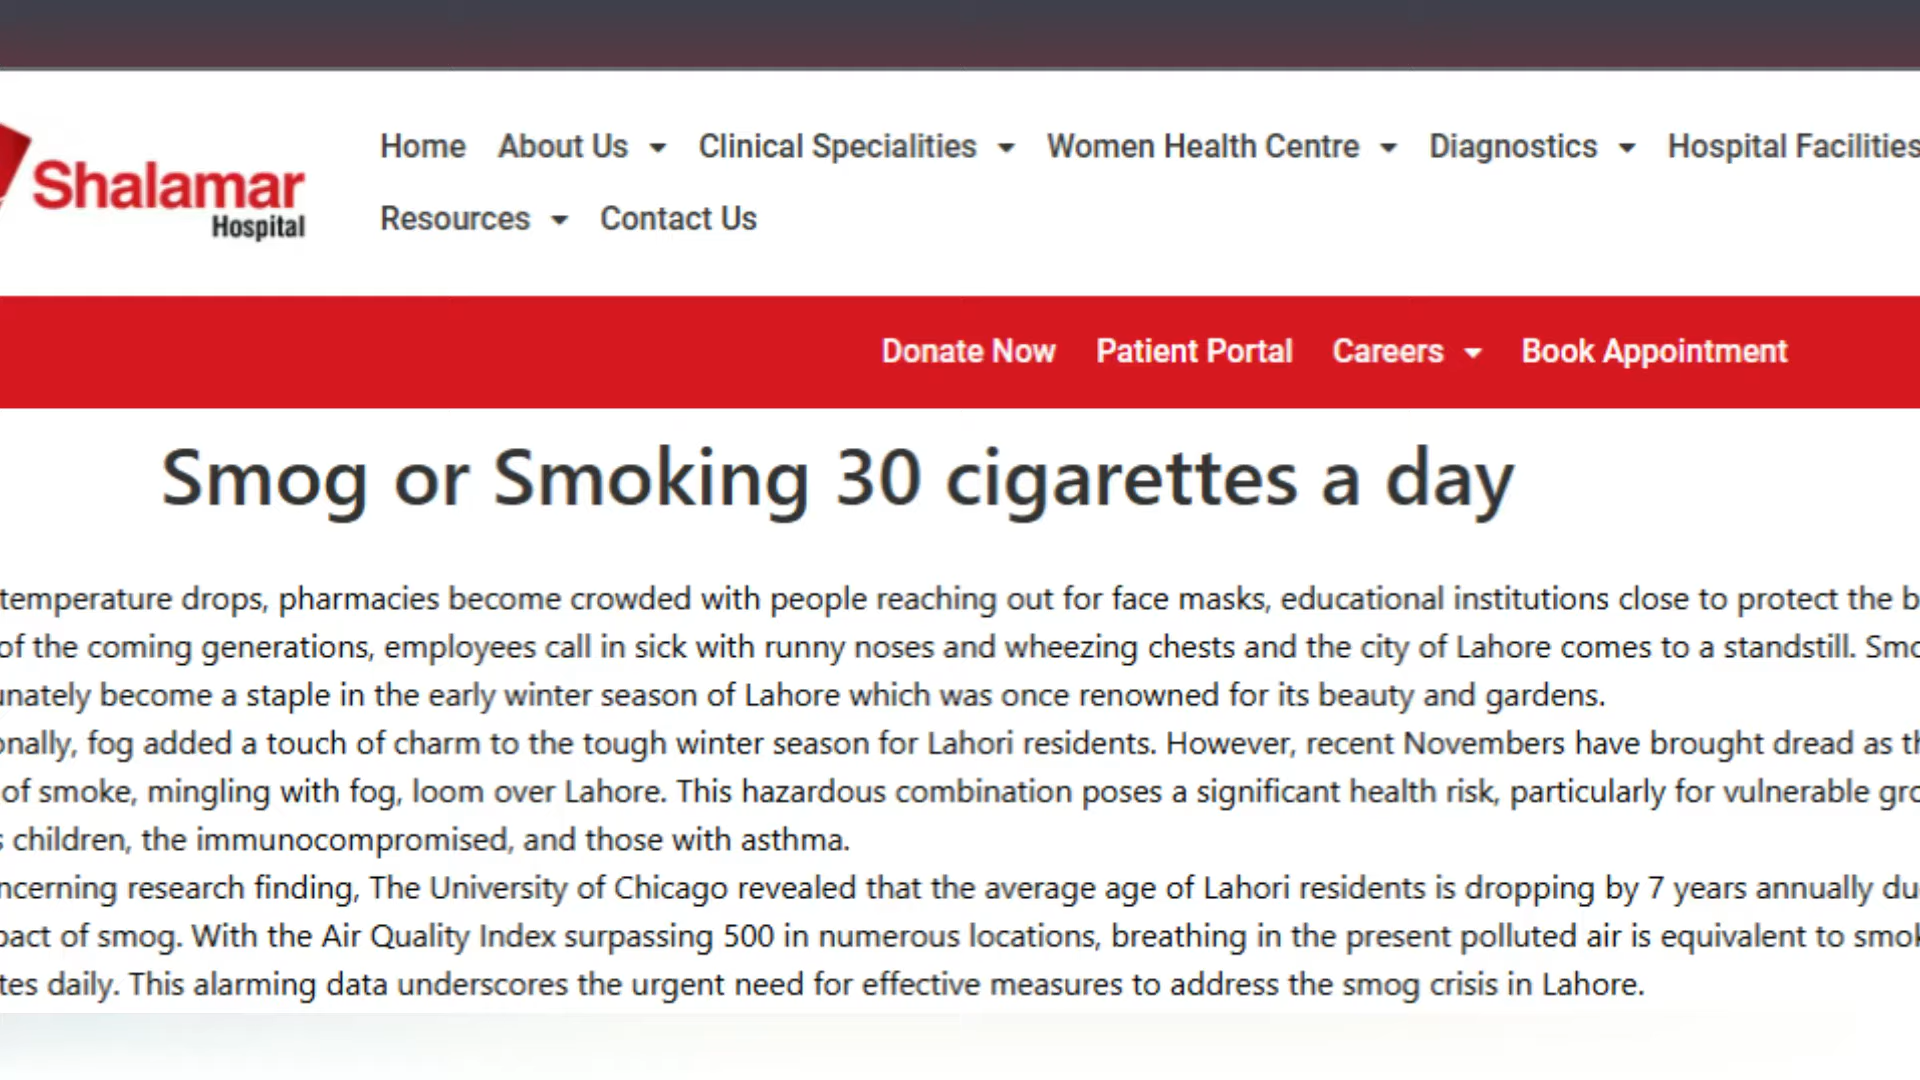 Shalamar
Hospital
Home About Us Clinical Specialities Women Health Centre Diagnostics Hospital Facilities
Resources Contact Us
Donate Now Patient Portal Careers Book Appointment
Smog or Smoking 30 cigarettes a day
temperature drops, pharmacies become crowded with people reaching out for face masks, educational institutions close to protect the
of the coming generations, employees call in sick with runny noses and wheezing chests and the city of Lahore comes to a standstill.
become a staple in the early winter season of Lahore which was once renowned for its beauty and gardens.
fog added a touch of charm to the tough winter season for Lahori residents. However, recent Novembers have brought dread as
of smoke, mingling with fog, loom over Lahore. This hazardous combination poses a significant health risk, particularly for vulnerable
children, the immunocompromised, and those with asthma.
research finding, The University of Chicago revealed that the average age of Lahori residents is dropping by 7 years annually
of smog. With the Air Quality Index surpassing 500 in numerous locations, breathing in the present polluted air is equivalent to
daily. This alarming data underscores the urgent need for effective measures to address the smog crisis in Lahore.